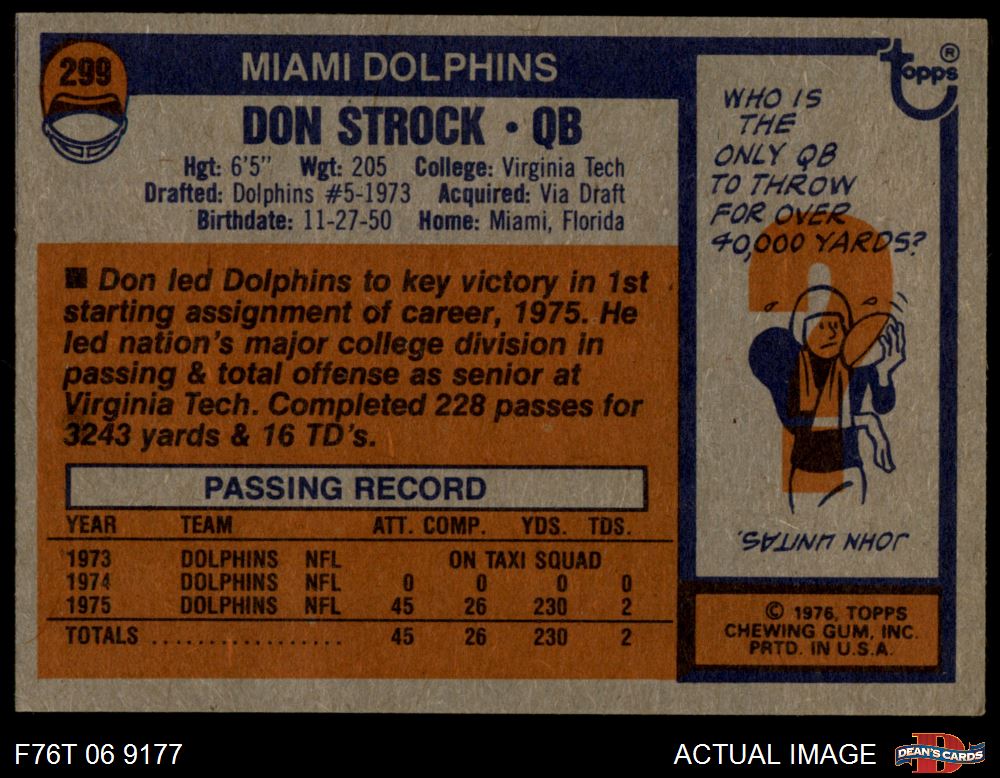 299
MIAMI DOLPHINS
DON STROCK • QB
Hgt: 6'5" Wgt: 205 College: Virginia Tech
Drafted: Dolphins #5-1973 Acquired: Via Draft
Birthdate: 11-27-50 Home: Miami, Florida
■ Don led Dolphins to key victory in 1st
starting assignment of career, 1975. He
led nation's major college division in
passing & total offense as senior at
Virginia Tech. Completed 228 passes for
3243 yards & 16 TD's.
PASSING RECORD
YEAR TEAM ATT. COMP. YDS. TDS.
1973 DOLPHINS NFL ON TAXI SQUAD
1974 DOLPHINS NFL 0 0 0 0
1975 DOLPHINS NFL 45 26 230 2
TOTALS .................... 45 26 230 2
topps®
WHO IS
THE
ONLY QB
TO THROW
FOR OVER
40,000 YARDS?
?
JOHN UNITAS.
© 1976, TOPPS
CHEWING GUM, INC.
PRTD. IN U.S.A.
F76T 06 9177
ACTUAL IMAGE
D
DEAN'S CARDS